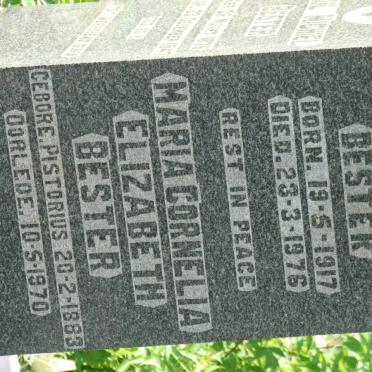 BESTER
BORN. 19-5-1917
DIED. 23-3-1976
REST IN PEACE
MARIA CORNELIA
ELIZABETH
BESTER
GEBORE PISTORIUS 20-2-1883
OORLEDE. 10-5-1970